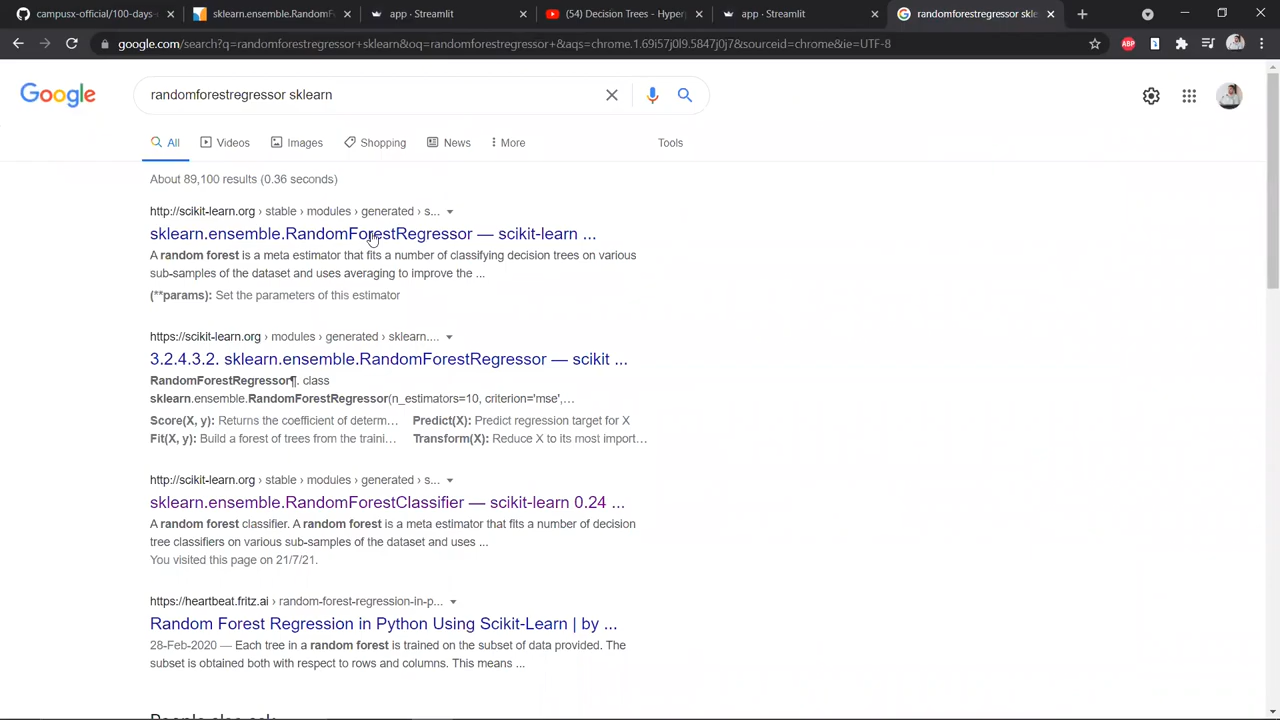 campusx-official/100-days-
sklearn.ensemble.RandomF
app · Streamlit
(54) Decision Trees - Hyperp
app · Streamlit
randomforestregressor skle
google.com/search?q=randomforestregressor+sklearn&oq=randomforestregressor+&aqs=chrome.1.69i57j0l9.5847j0j7&sourceid=chrome&ie=UTF-8
ABP
Google
randomforestregressor sklearn
All
Videos
Images
Shopping
News
More
Tools
About 89,100 results (0.36 seconds)
http://scikit-learn.org › stable › modules › generated › s...
sklearn.ensemble.RandomForestRegressor — scikit-learn ...
A random forest is a meta estimator that fits a number of classifying decision trees on various
sub-samples of the dataset and uses averaging to improve the ...
(**params): Set the parameters of this estimator
https://scikit-learn.org › modules › generated › sklearn....
3.2.4.3.2. sklearn.ensemble.RandomForestRegressor — scikit ...
RandomForestRegressor¶. class
sklearn.ensemble.RandomForestRegressor(n_estimators=10, criterion='mse',...
Score(X, y): Returns the coefficient of determ... Predict(X): Predict regression target for X
Fit(X, y): Build a forest of trees from the traini... Transform(X): Reduce X to its most import...
http://scikit-learn.org › stable › modules › generated › s...
sklearn.ensemble.RandomForestClassifier — scikit-learn 0.24 ...
A random forest classifier. A random forest is a meta estimator that fits a number of decision
tree classifiers on various sub-samples of the dataset and uses ...
You visited this page on 21/7/21.
https://heartbeat.fritz.ai › random-forest-regression-in-p...
Random Forest Regression in Python Using Scikit-Learn | by ...
28-Feb-2020 — Each tree in a random forest is trained on the subset of data provided. The
subset is obtained both with respect to rows and columns. This means ...
People also ask